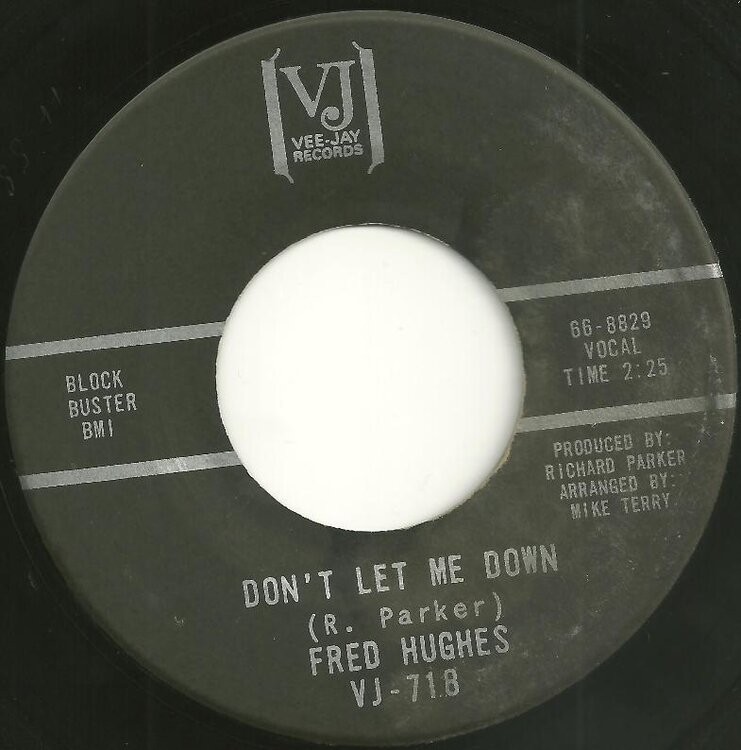 VJ
VEE-JAY
RECORDS
BLOCK
BUSTER
BMI
66-8829
VOCAL
TIME 2:25
PRODUCED BY:
RICHARD PARKER
ARRANGED BY:
MIKE TERRY
DON'T LET ME DOWN
(R. Parker)
FRED HUGHES
VJ-718